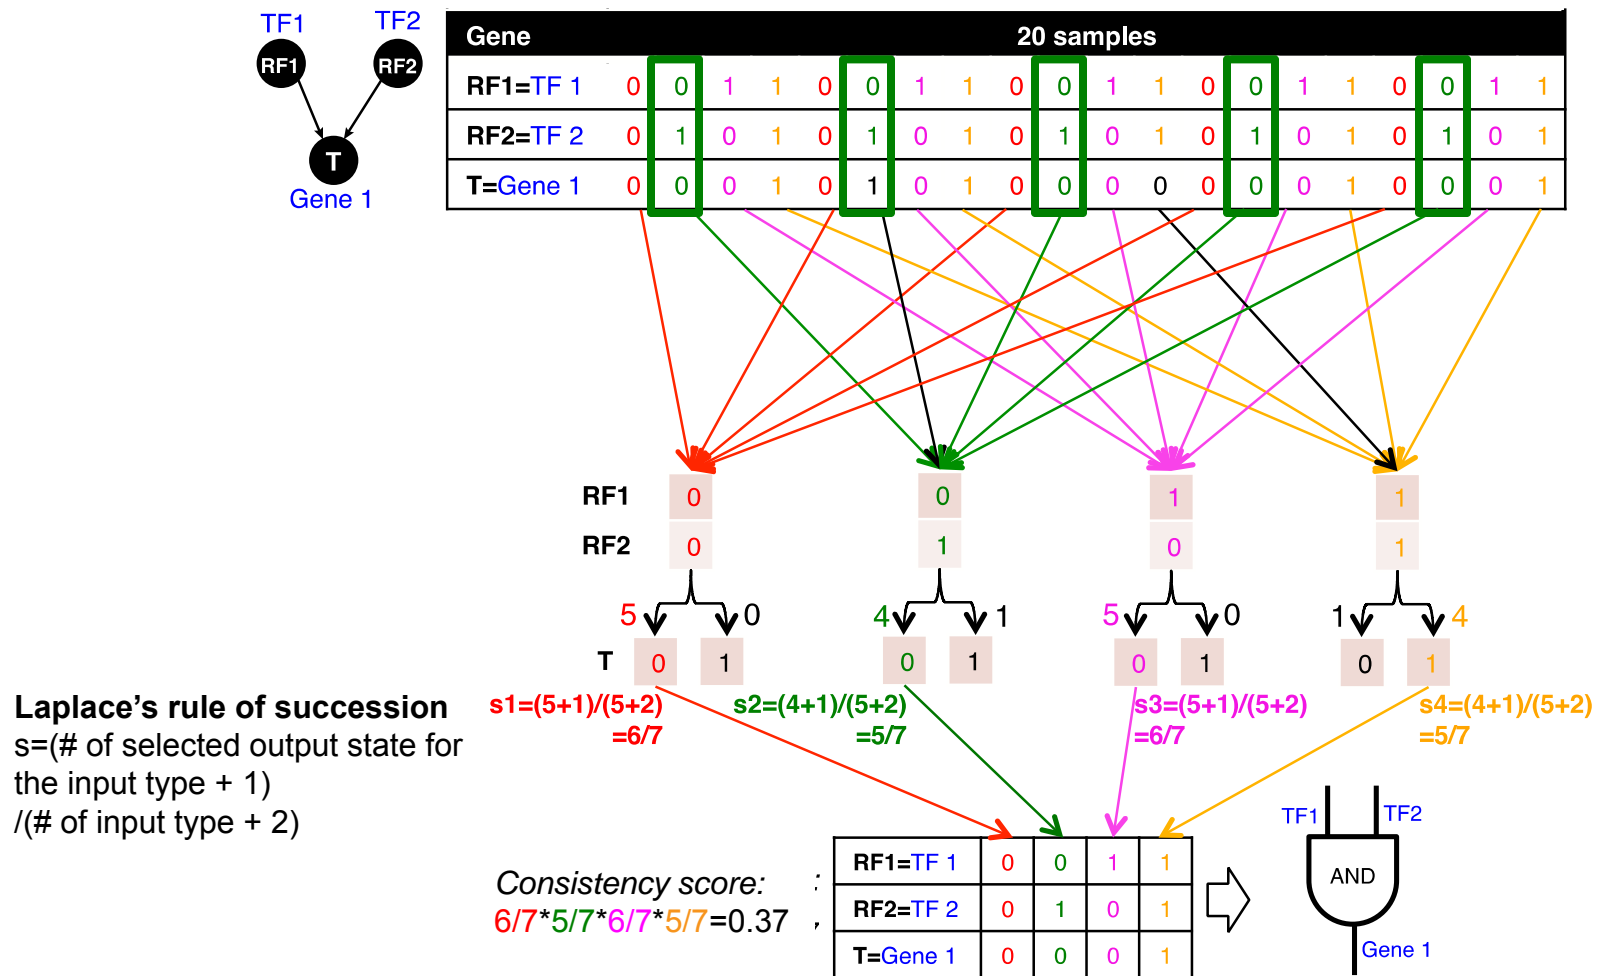 TF1 TF2
RF1 RF2
T
Gene 1
Gene 20 samples
RF1=TF 1 0 0 1 1 0 0 1 1 0 0 1 1 0 0 1 1 0 0 1 1
RF2=TF 2 0 1 0 1 0 1 0 1 0 1 0 1 0 1 0 1 0 1 0 1
T=Gene 1 0 0 0 1 0 1 0 1 0 0 0 0 0 0 0 1 0 0 0 1
RF1 0 0 1 1
RF2 0 1 0 1
5 0 4 1 5 0 1 4
T 0 1 0 1 0 1 0 1
s1=(5+1)/(5+2) s2=(4+1)/(5+2) s3=(5+1)/(5+2) s4=(4+1)/(5+2)
=6/7 =5/7 =6/7 =5/7
Laplace’s rule of succession
s=(# of selected output state for
the input type + 1)
/(# of input type + 2)
Consistency score:
6/7*5/7*6/7*5/7=0.37
RF1=TF 1 0 0 1 1
RF2=TF 2 0 1 0 1
T=Gene 1 0 0 0 1
TF1 TF2
AND
Gene 1